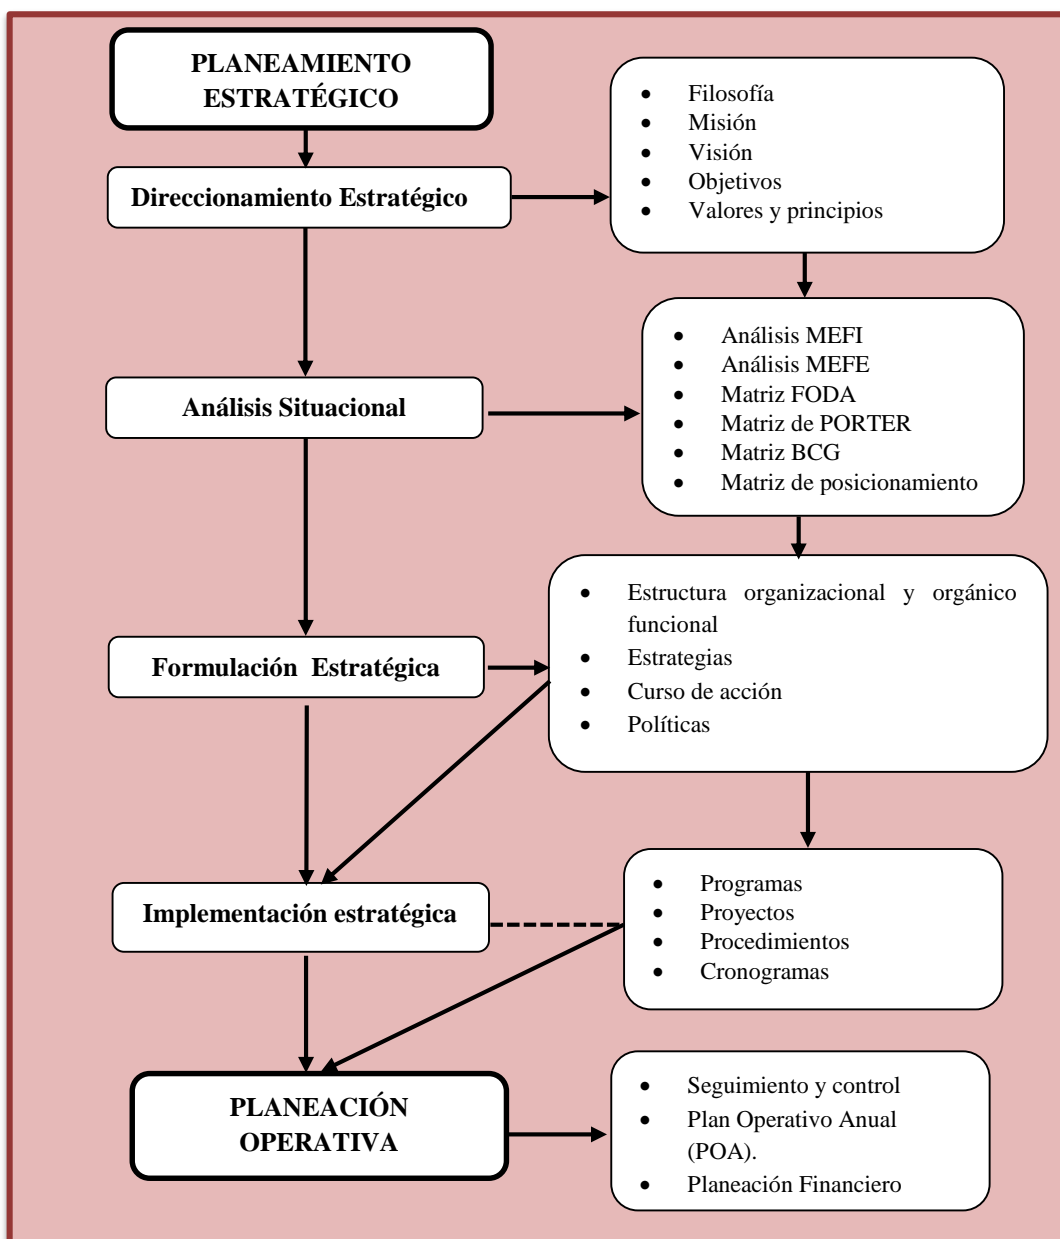 PLANEAMIENTO
ESTRATÉGICO
• Filosofía
• Misión
• Visión
• Objetivos
• Valores y principios
Direccionamiento Estratégico
• Análisis MEFI
• Análisis MEFE
• Matriz FODA
• Matriz de PORTER
• Matriz BCG
• Matriz de posicionamiento
Análisis Situacional
• Estructura organizacional y orgánico
funcional
• Estrategias
• Curso de acción
• Políticas
Formulación Estratégica
• Programas
• Proyectos
• Procedimientos
• Cronogramas
Implementación estratégica
PLANEACIÓN
OPERATIVA
• Seguimiento y control
• Plan Operativo Anual
(POA).
• Planeación Financiero